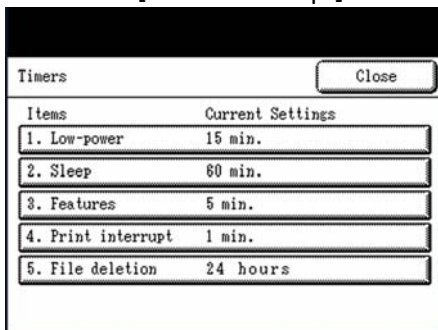 Timers Close
Items Current Settings
1. Low-power 15 min.
2. Sleep 60 min.
3. Features 5 min.
4. Print interrupt 1 min.
5. File deletion 24 hours